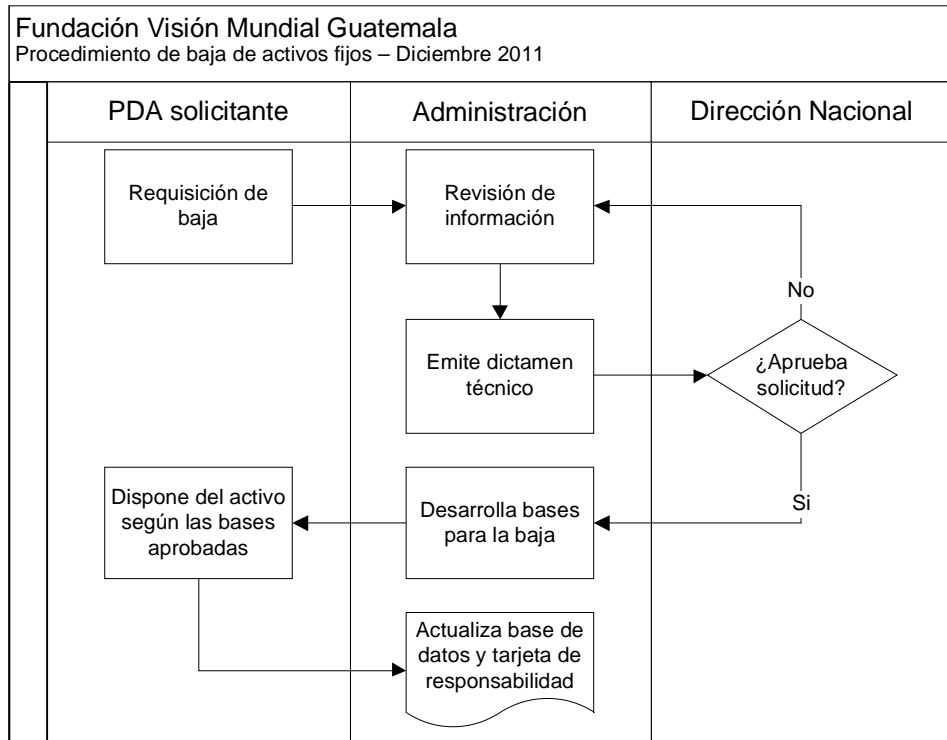 Fundación Visión Mundial Guatemala
Procedimiento de baja de activos fijos – Diciembre 2011
PDA solicitante
Administración
Dirección Nacional
Requisición de
baja
Revisión de
información
No
Emite dictamen
técnico
¿Aprueba
solicitud?
Si
Dispone del activo
según las bases
aprobadas
Desarrolla bases
para la baja
Actualiza base de
datos y tarjeta de
responsabilidad